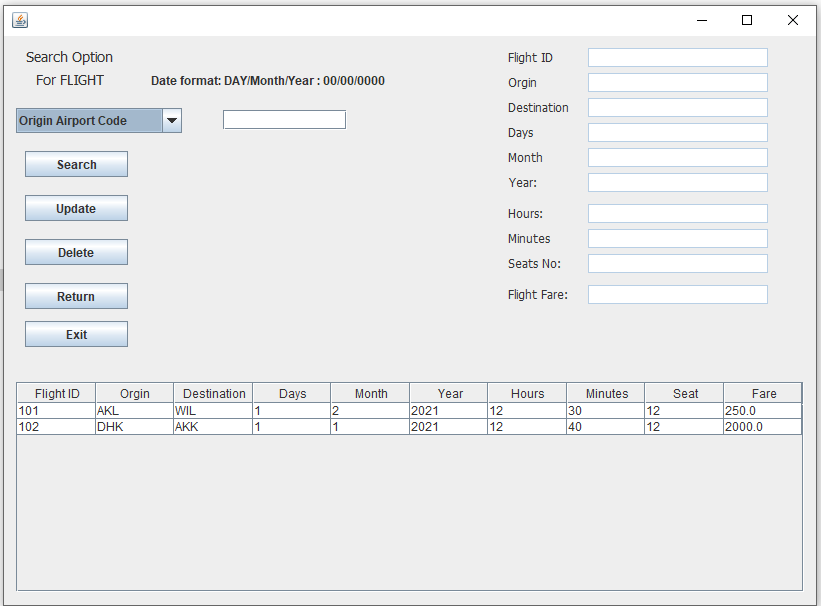 Search Option
For FLIGHT
Date format: DAY/Month/Year : 00/00/0000
Origin Airport Code
Search
Update
Delete
Return
Exit
Flight ID
Orgin
Destination
Days
Month
Year:
Hours:
Minutes
Seats No:
Flight Fare:
Flight ID Orgin Destination Days Month Year Hours Minutes Seat Fare
101 AKL WIL 1 2 2021 12 30 12 250.0
102 DHK AKK 1 1 2021 12 40 12 2000.0